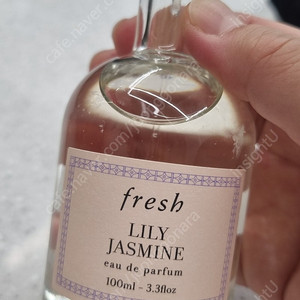 fresh
LILY
JASMINE
eau de parfum
100ml - 3.3floz